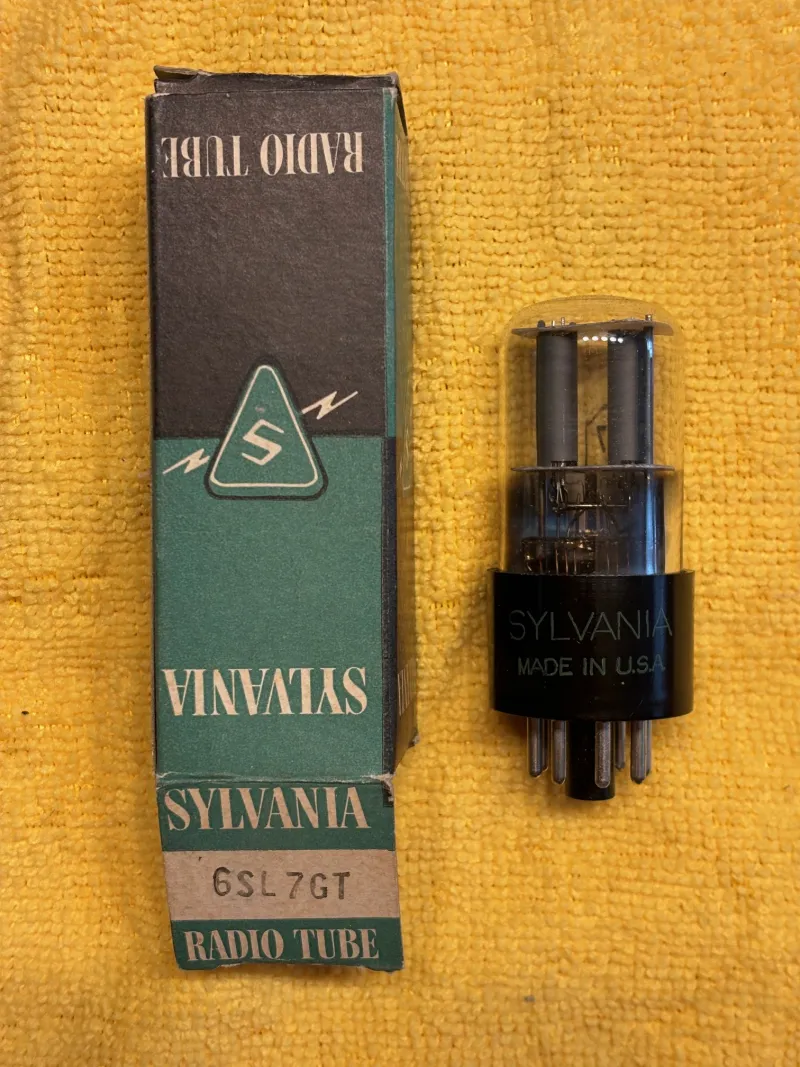 RADIO TUBE
S
SYLVANIA
SYLVANIA
6SL7GT
RADIO TUBE
SYLVANIA
MADE IN U.S.A.